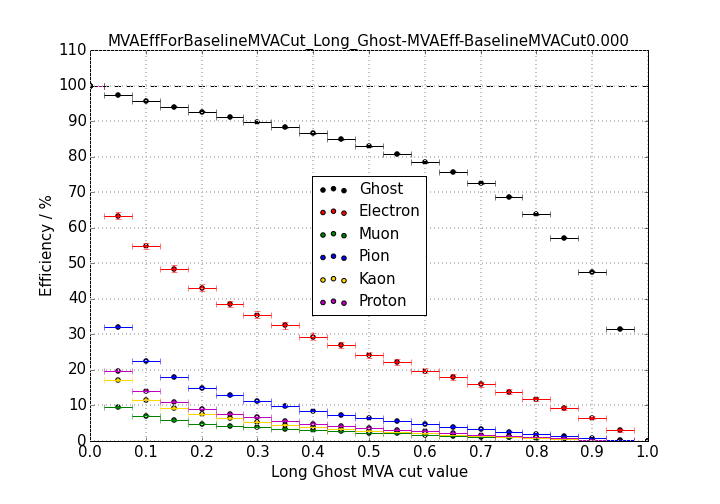 MVAEffForBaselineMVACut_Long_Ghost-MVAEff-BaselineMVACut0.000
110
100
90
80
70
60
50
40
30
20
10
0
Efficiency / %
Ghost
Electron
Muon
Pion
Kaon
Proton
0.0 0.1 0.2 0.3 0.4 0.5 0.6 0.7 0.8 0.9 1.0
Long Ghost MVA cut value